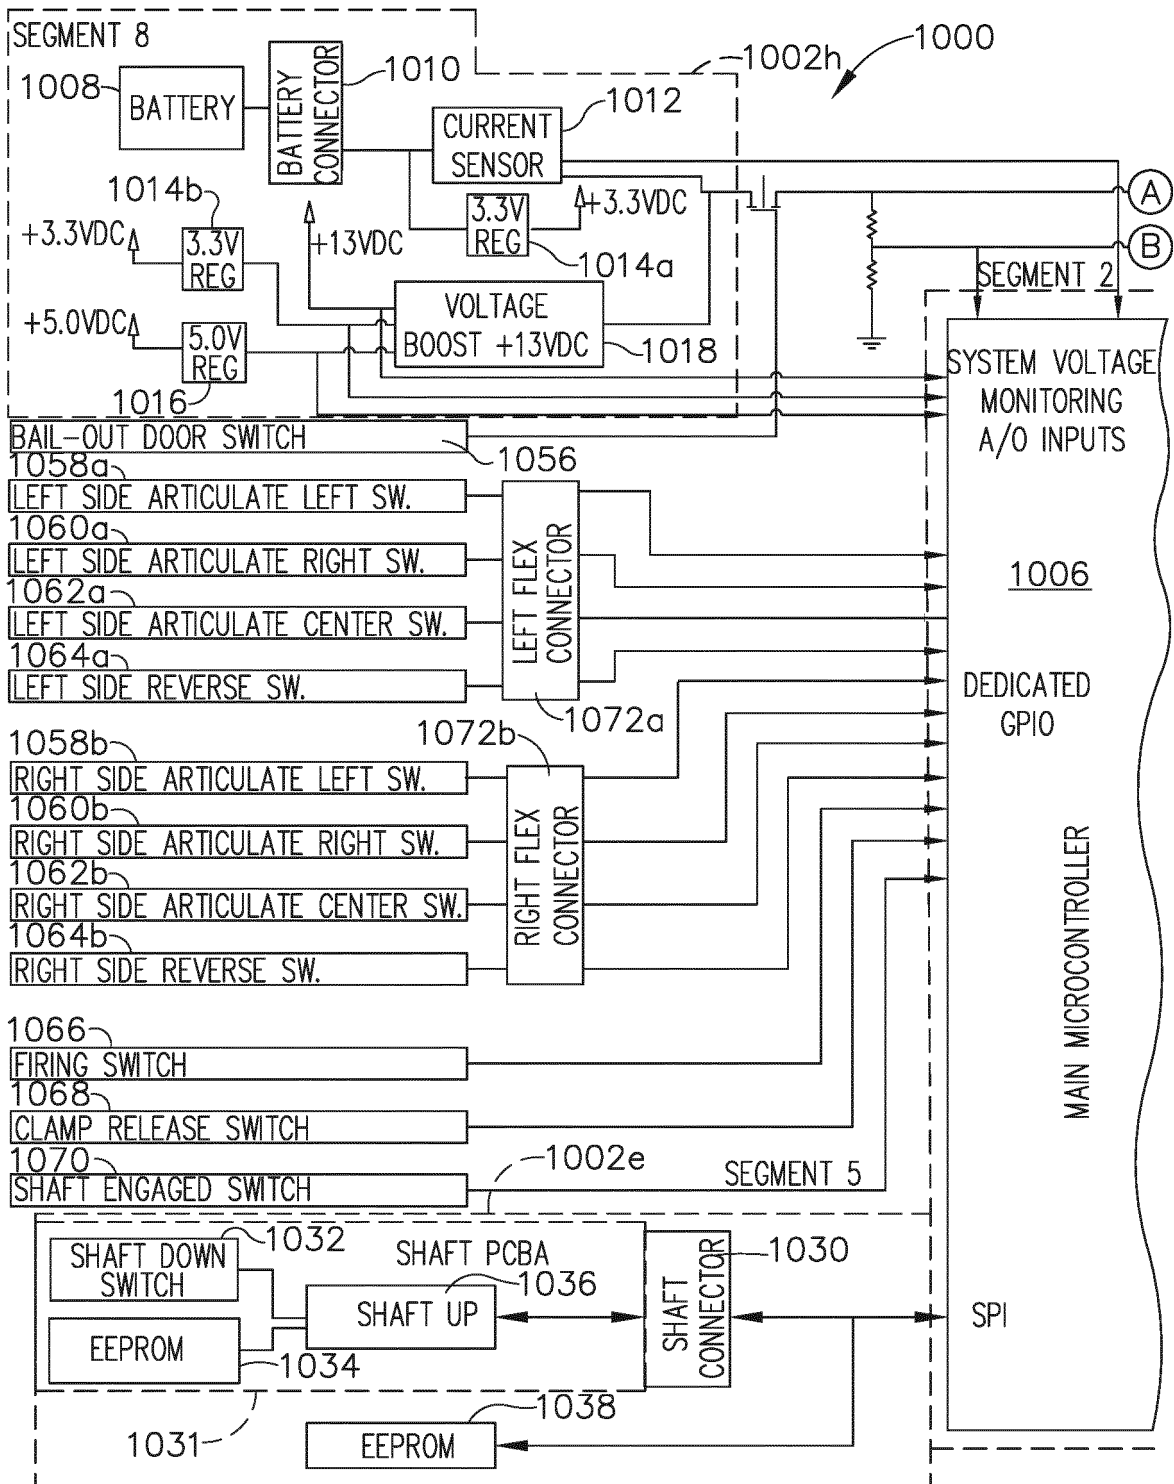 SEGMENT 8
1000
1002h
1008
BATTERY
BATTERY
CONNECTOR
1010
1012
CURRENT
SENSOR
1014b
+3.3VDC
3.3V
REG
+13VDC
3.3V
REG
+3.3VDC
1014a
A
B
SEGMENT 2
+5.0VDC
5.0V
REG
1016
VOLTAGE
BOOST +13VDC
1018
SYSTEM VOLTAGE
MONITORING
A/O INPUTS
BAIL-OUT DOOR SWITCH
1056
1058a
LEFT SIDE ARTICULATE LEFT SW.
1060a
LEFT SIDE ARTICULATE RIGHT SW.
1062a
LEFT SIDE ARTICULATE CENTER SW.
1064a
LEFT SIDE REVERSE SW.
LEFT FLEX
CONNECTOR
1072a
1006
DEDICATED
GPIO
1072b
1058b
RIGHT SIDE ARTICULATE LEFT SW.
1060b
RIGHT SIDE ARTICULATE RIGHT SW.
1062b
RIGHT SIDE ARTICULATE CENTER SW.
1064b
RIGHT SIDE REVERSE SW.
RIGHT FLEX
CONNECTOR
MAIN MICROCONTROLLER
1066
FIRING SWITCH
1068
CLAMP RELEASE SWITCH
1070
SHAFT ENGAGED SWITCH
1002e
SEGMENT 5
1032
SHAFT DOWN
SWITCH
SHAFT PCBA
1036
SHAFT UP
EEPROM
1034
SHAFT
CONNECTOR
1030
SPI
1031
1038
EEPROM